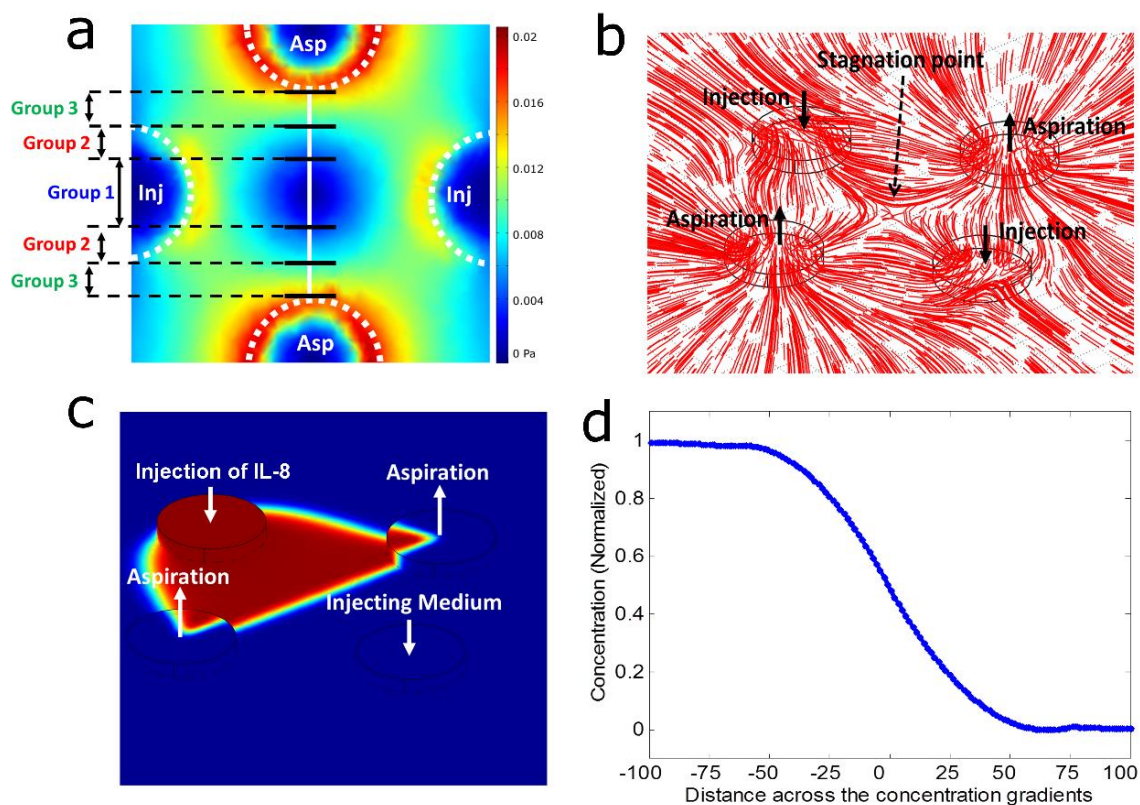 a
Asp
Group 3
Group 2
Group 1
Group 2
Group 3
Inj
Inj
Asp
0.02
0.016
0.012
0.008
0.004
0 Pa
b
Stagnation point
Injection
Aspiration
Aspiration
Injection
c
Injection of IL-8
Aspiration
Aspiration
Injecting Medium
d
Concentration (Normalized)
1
0.8
0.6
0.4
0.2
0
-100 -75 -50 -25 0 25 50 75 100
Distance across the concentration gradients